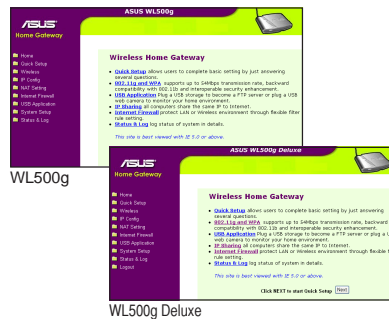 ASUS WL500g
ASUS
Home Gateway
Home
Quick Setup
Wireless
IP Config
NAT Setting
Internet Firewall
USB Application
System Setup
Status & Log
Wireless Home Gateway
Quick Setup allows users to complete basic setting by just answering
several questions.
802.11g and WPA supports up to 54Mbps transmission rate, backward
compatibility with 802.11b and interoperable security enhancement.
USB Application Plug a USB storage to become a FTP server or plug a USB
web camera to monitor your home environment.
IP Sharing all computers share the same IP to Internet.
Internet Firewall protect LAN or Wireless environment through flexible filter
rule setting.
Status & Log log status of system in details.
This site is best viewed with IE 5.0 or above.
WL500g
ASUS WL500g Deluxe
ASUS
Home Gateway
Home
Quick Setup
Wireless
IP Config
NAT Setting
Internet Firewall
USB Application
System Setup
Status & Log
Logout
Wireless Home Gateway
Quick Setup allows users to complete basic setting by just answering
several questions.
802.11g and WPA supports up to 54Mbps transmission rate, backward
compatibility with 802.11b and interoperable security enhancement.
USB Application Plug a USB storage to become a FTP server or plug a U
web camera to monitor your home environment.
IP Sharing all computers share the same IP to Internet.
Internet Firewall protect LAN or Wireless environment through flexible f
rule setting.
Status & Log log status of system in details.
This site is best viewed with IE 5.0 or above.
Click NEXT to start Quick Setup Next
WL500g Deluxe